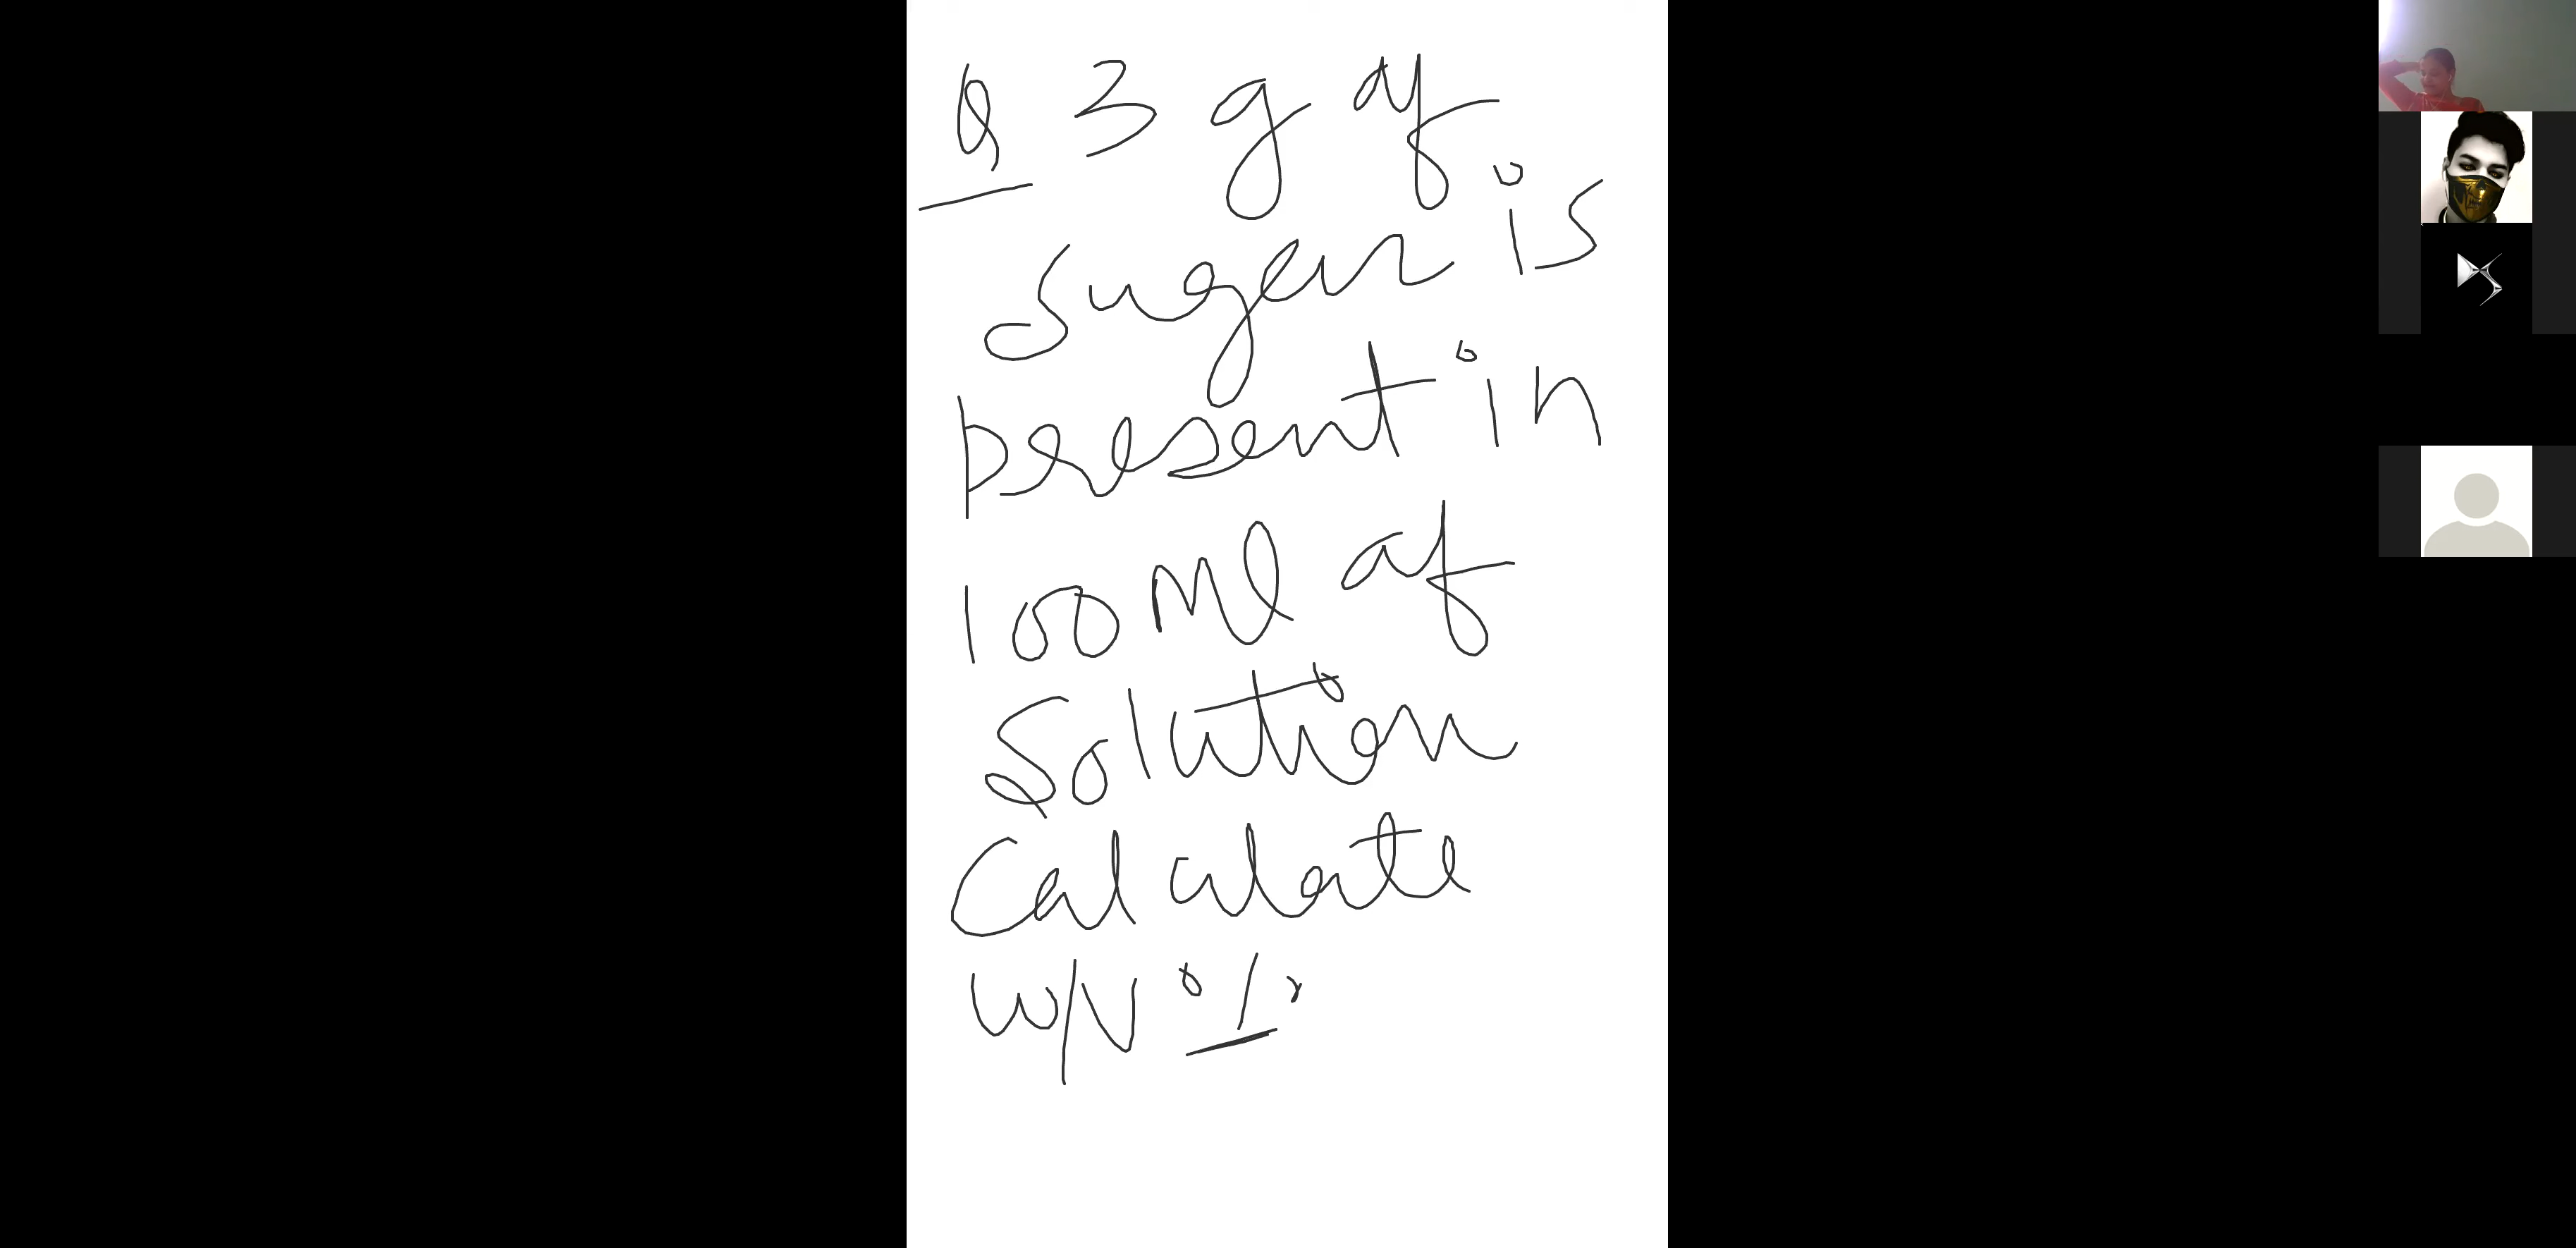 Q 3 g of
Sugar is
present in
100 Ml of
Solution
Calculate
W/V %